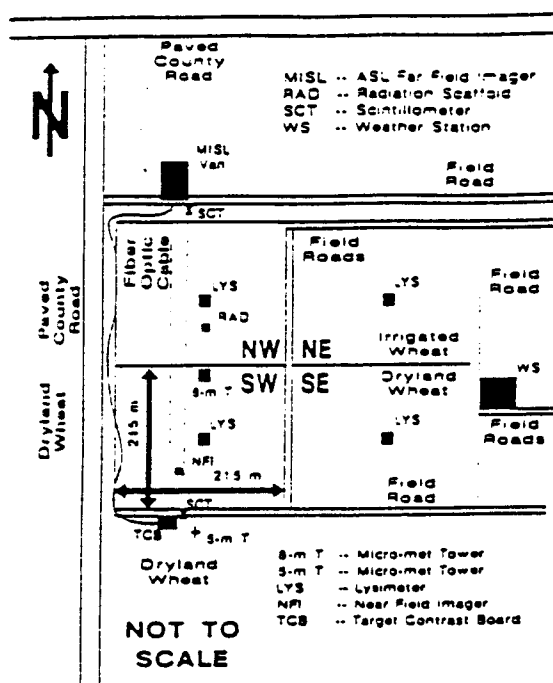 Paved
County
Road
MISL -- ASL Far Field Imager
RAD -- Radiation Scaffold
SCT -- Scintillometer
WS -- Weather Station
N
MISL
Van
Field
Road
SCT
Fiber
Optic
Cable
Field
Roads
LYS
LYS
Field
Road
RAD
Paved
County
Road
NW
NE
Irrigated
Wheat
SW
SE
Dryland
Wheat
WS
8-m T
215 m
Dryland
Wheat
LYS
LYS
Field
Roads
NFI
215 m
Field
Road
SCT
TCB
5-m T
Dryland
Wheat
8-m T -- Micro-met Tower
5-m T -- Micro-met Tower
LYS -- Lysimeter
NFI -- Near Field Imager
TCB -- Target Contrast Board
NOT TO
SCALE